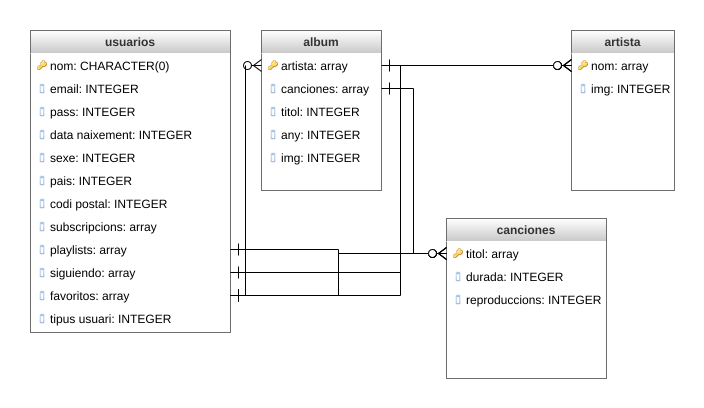 usuarios
nom: CHARACTER(0)
email: INTEGER
pass: INTEGER
data naixement: INTEGER
sexe: INTEGER
pais: INTEGER
codi postal: INTEGER
subscripcions: array
playlists: array
siguiendo: array
favoritos: array
tipus usuari: INTEGER
album
artista: array
canciones: array
titol: INTEGER
any: INTEGER
img: INTEGER
artista
nom: array
img: INTEGER
canciones
titol: array
durada: INTEGER
reproduccions: INTEGER